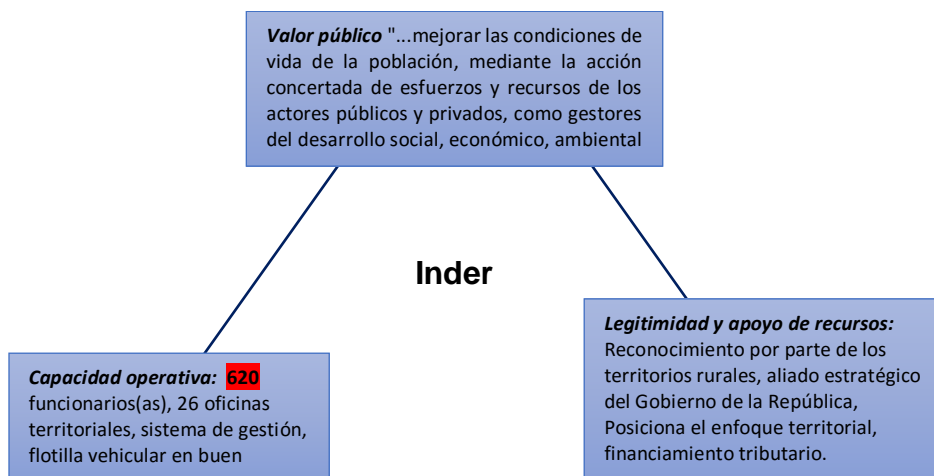 Valor público "...mejorar las condiciones de
vida de la población, mediante la acción
concertada de esfuerzos y recursos de los
actores públicos y privados, como gestores
del desarrollo social, económico, ambiental
Inder
Capacidad operativa: 620
funcionarios(as), 26 oficinas
territoriales, sistema de gestión,
flotilla vehicular en buen
Legitimidad y apoyo de recursos:
Reconocimiento por parte de los
territorios rurales, aliado estratégico
del Gobierno de la República,
Posiciona el enfoque territorial,
financiamiento tributario.